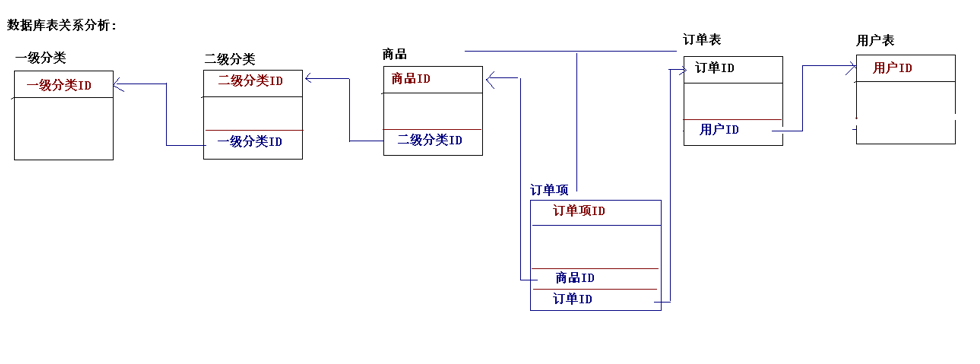 数据库表关系分析：
一级分类
一级分类ID
二级分类
二级分类ID
一级分类ID
商品
商品ID
二级分类ID
订单表
订单ID
用户ID
用户表
用户ID
订单项
订单项ID
商品ID
订单ID